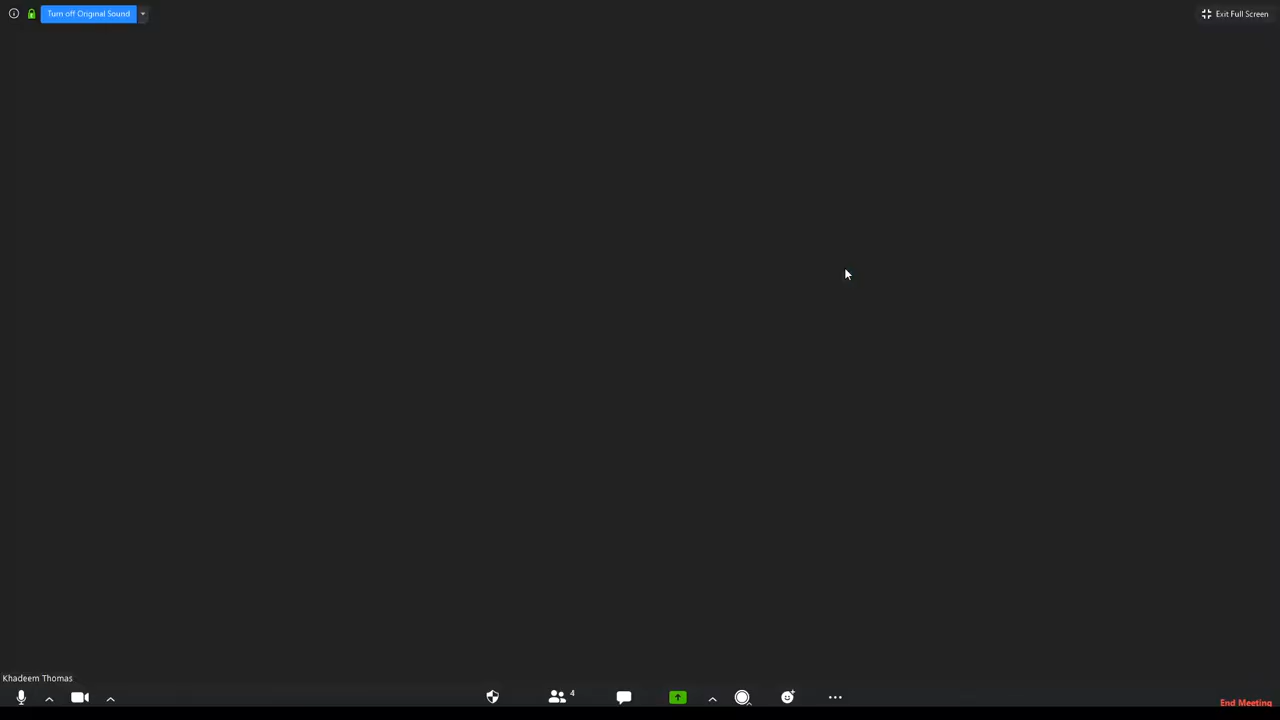 Turn off Original Sound
Exit Full Screen
Khadeem Thomas
4
End Meeting